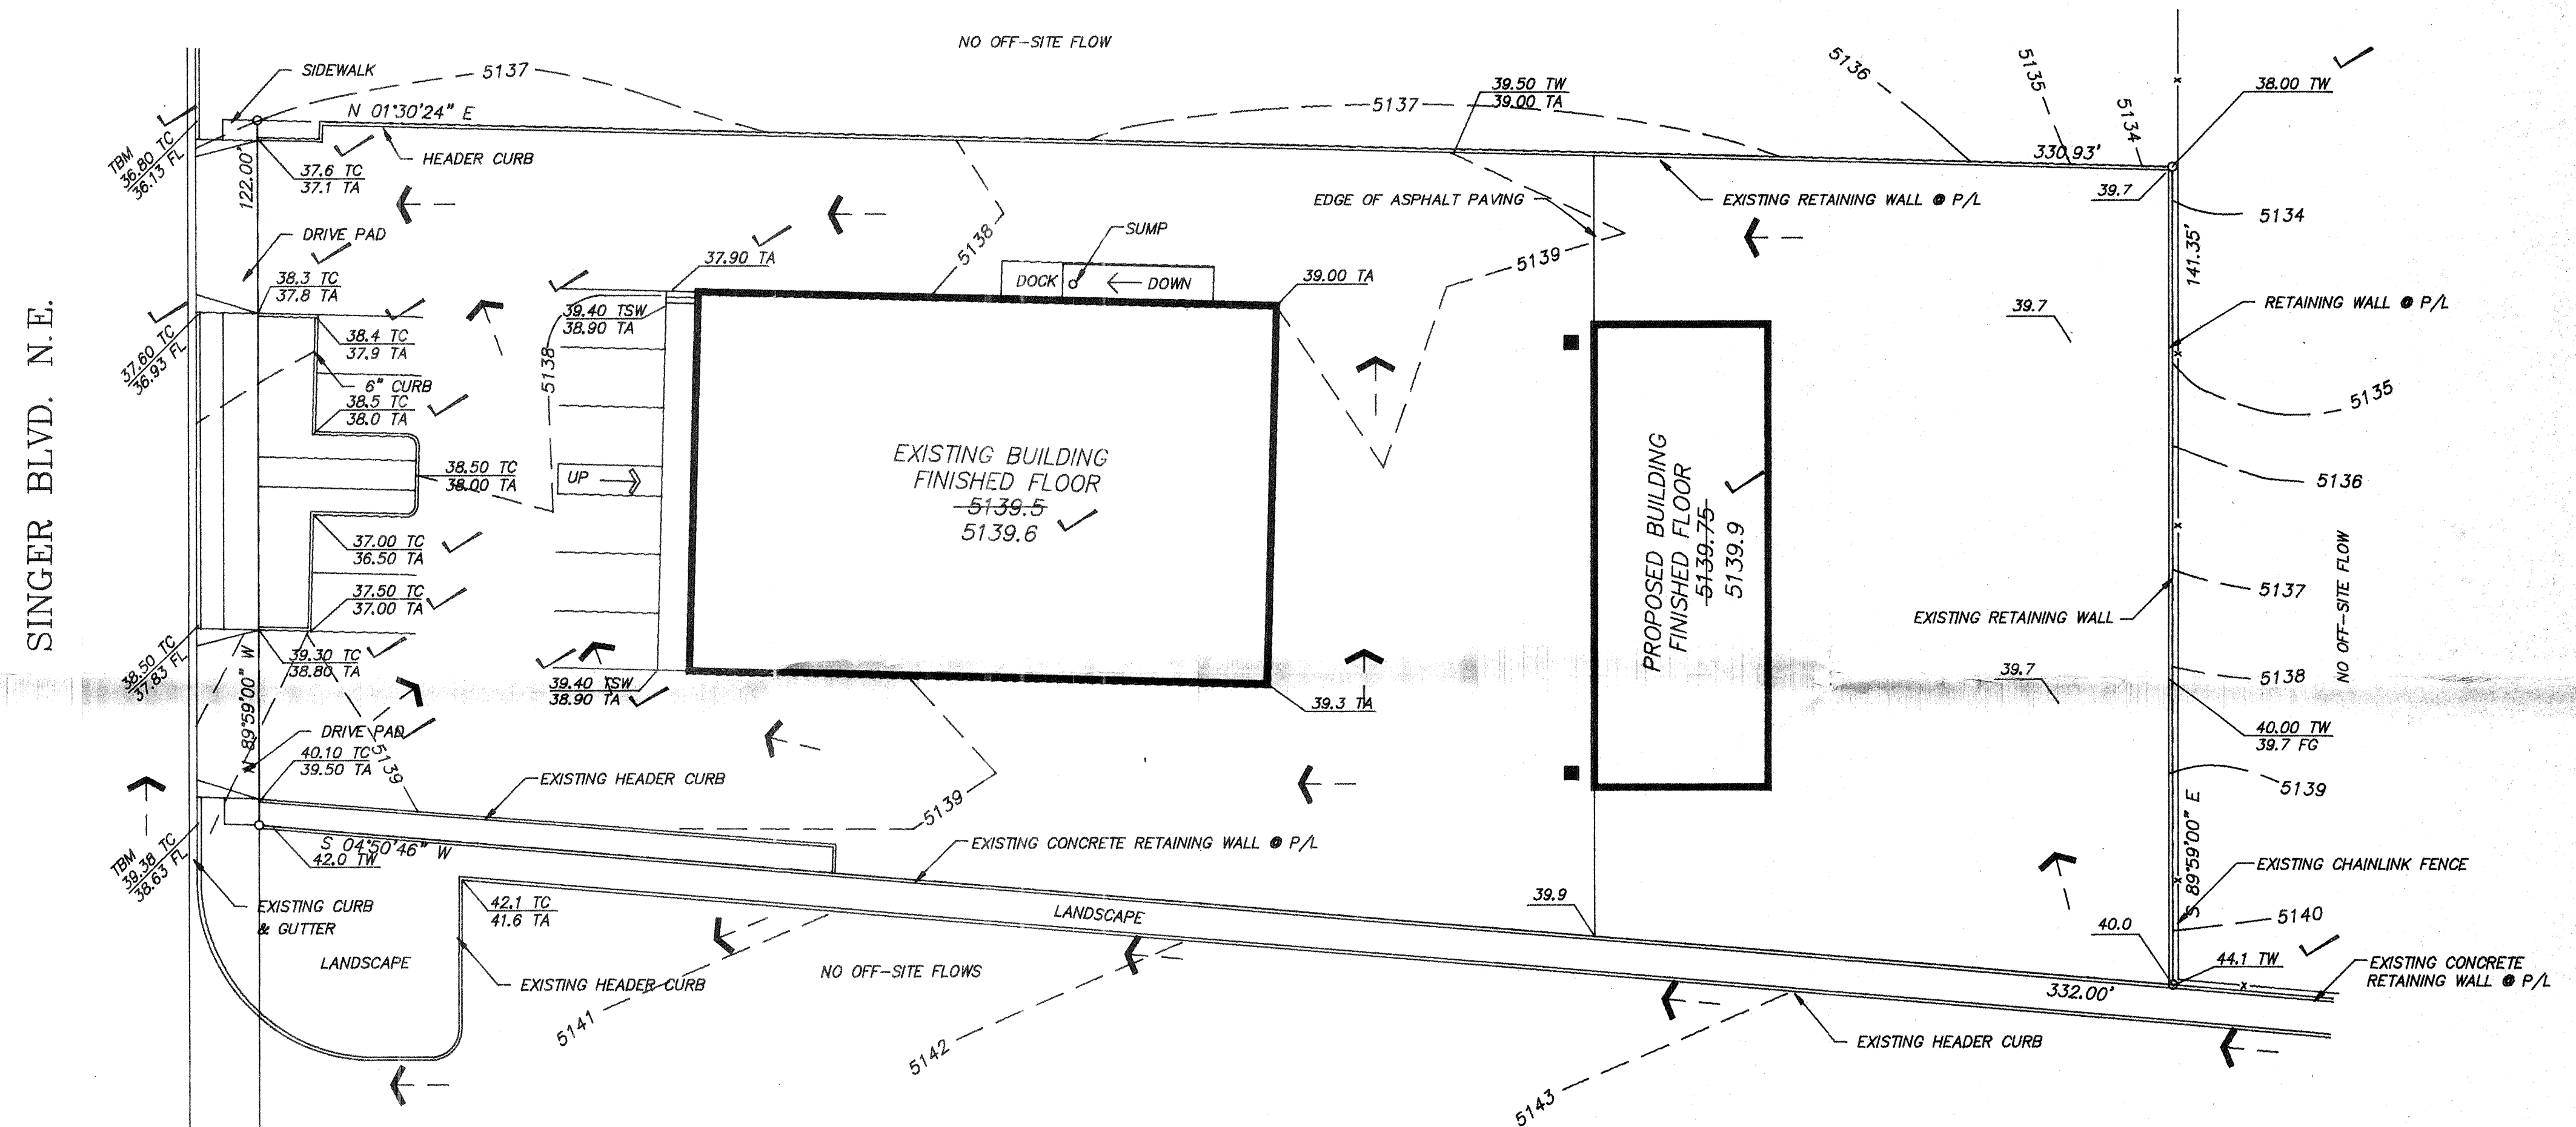 NO OFF-SITE FLOW
SIDEWALK
5137
N 01°30'24" E
HEADER CURB
TBM
36.80 TC
36.13 FL
122.00'
37.6 TC
37.1 TA
5137
39.50 TW
39.00 TA
5136
5135
5134
38.00 TW
330.93'
39.7
EDGE OF ASPHALT PAVING
EXISTING RETAINING WALL @ P/L
5134
141.35'
DRIVE PAD
38.3 TC
37.8 TA
37.90 TA
5138
SUMP
DOCK
DOWN
39.00 TA
5139
39.7
RETAINING WALL @ P/L
SINGER BLVD. N.E.
37.60 TC
36.93 FL
38.4 TC
37.9 TA
39.40 TSW
38.90 TA
5138
6" CURB
38.5 TC
38.0 TA
5135
38.50 TC
38.00 TA
UP
EXISTING BUILDING
FINISHED FLOOR
5139.5
5139.6
PROPOSED BUILDING
FINISHED FLOOR
5139.75
5139.9
5136
37.00 TC
36.50 TA
37.50 TC
37.00 TA
5137
NO OFF-SITE FLOW
EXISTING RETAINING WALL
38.50 TC
37.83 FL
39.30 TC
38.80 TA
39.40 TSW
38.90 TA
39.3 TA
39.7
5138
N 89°59'00" W
DRIVE PAD
40.10 TC
39.50 TA
5139
EXISTING HEADER CURB
5139
40.00 TW
39.7 FG
5139
S 89°59'00" E
TBM
39.38 TC
38.63 FL
S 04°50'46" W
42.0 TW
EXISTING CONCRETE RETAINING WALL @ P/L
EXISTING CHAINLINK FENCE
EXISTING CURB
& GUTTER
42.1 TC
41.6 TA
LANDSCAPE
39.9
40.0
5140
44.1 TW
EXISTING CONCRETE
RETAINING WALL @ P/L
LANDSCAPE
EXISTING HEADER CURB
NO OFF-SITE FLOWS
332.00'
5141
5142
5143
EXISTING HEADER CURB